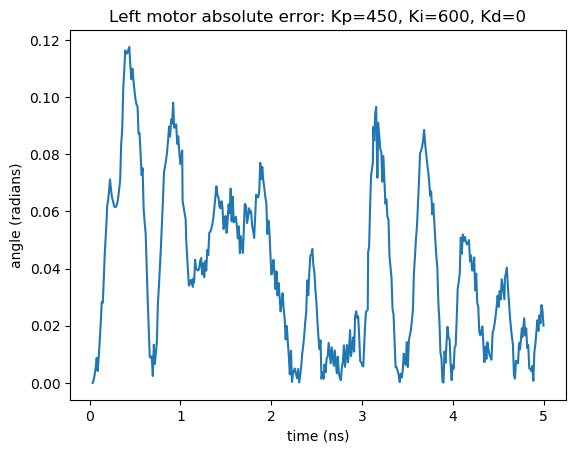 Left motor absolute error: Kp=450, Ki=600, Kd=0
0.12
0.10
0.08
0.06
0.04
0.02
0.00
angle (radians)
0 1 2 3 4 5
time (ns)